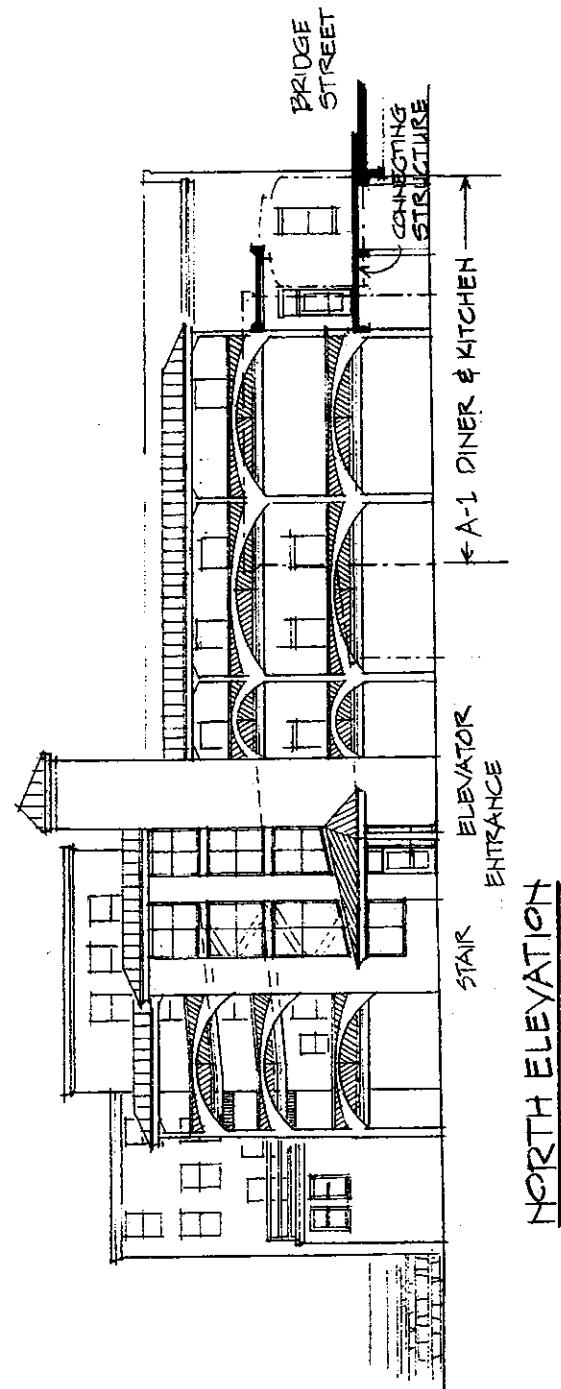 BRIDGE
STREET
CONNECTING
STRUCTURE
← A-1 DINER & KITCHEN →
STAIR
ELEVATOR
ENTRANCE
NORTH ELEVATION